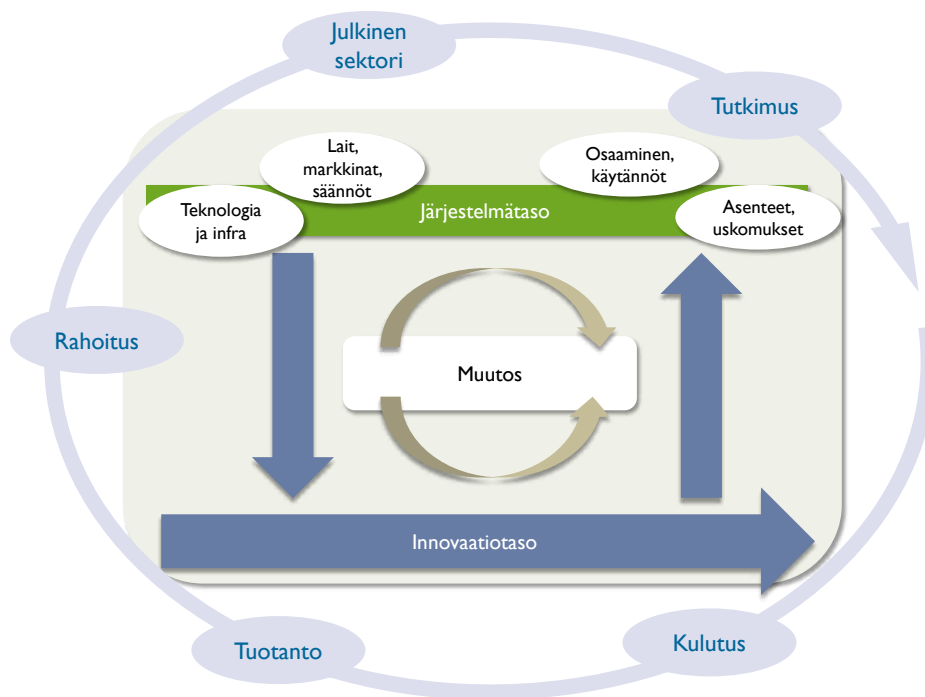 Julkinen
sektori
Tutkimus
Lait,
markkinat,
säännöt
Osaaminen,
käytännöt
Teknologia
ja infra
Järjestelmätaso
Asenteet,
uskomukset
Rahoitus
Muutos
Innovaatiotaso
Tuotanto
Kulutus